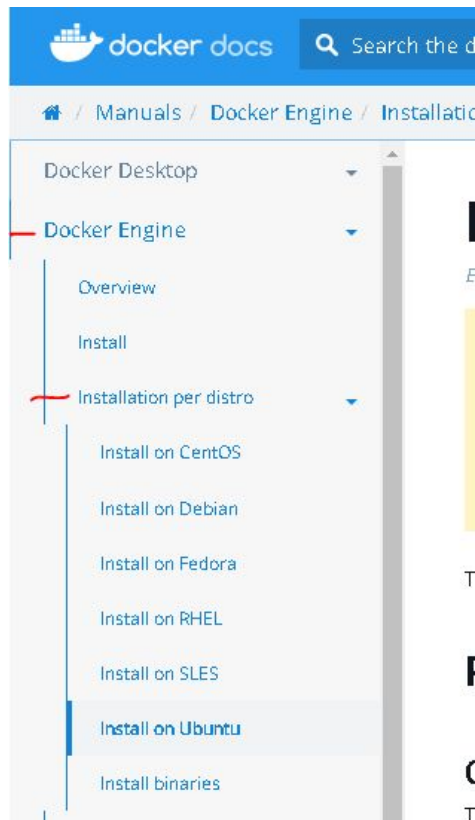 docker docs Search the d
/ Manuals / Docker Engine / Installatio
Docker Desktop
Docker Engine
Overview
Install
Installation per distro
Install on CentOS
Install on Debian
Install on Fedora
Install on RHEL
Install on SLES
Install on Ubuntu
Install binaries